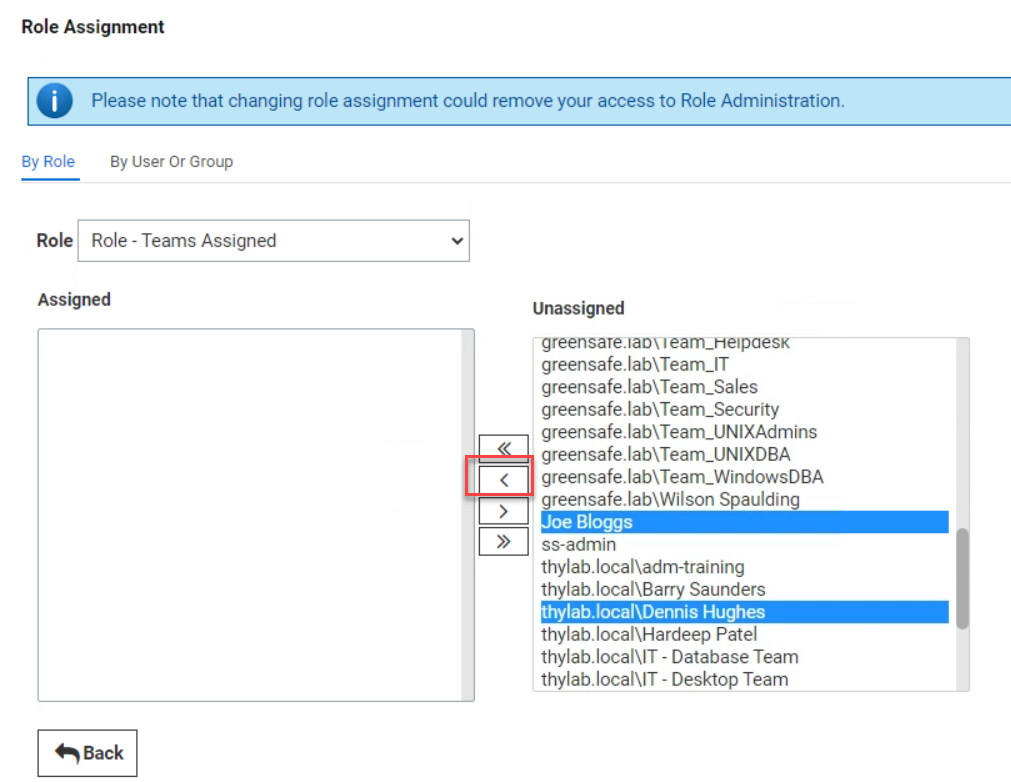 Role Assignment
Please note that changing role assignment could remove your access to Role Administration.
By Role By User Or Group
Role Role - Teams Assigned
Assigned
Unassigned
greensafe.lab\Team_Helpdesk
greensafe.lab\Team_IT
greensafe.lab\Team_Sales
greensafe.lab\Team_Security
greensafe.lab\Team_UNIXAdmins
greensafe.lab\Team_UNIXDBA
greensafe.lab\Team_WindowsDBA
greensafe.lab\Wilson Spaulding
Joe Bloggs
ss-admin
thylab.local\adm-training
thylab.local\Barry Saunders
thylab.local\Dennis Hughes
thylab.local\Hardeep Patel
thylab.local\IT - Database Team
thylab.local\IT - Desktop Team
Back